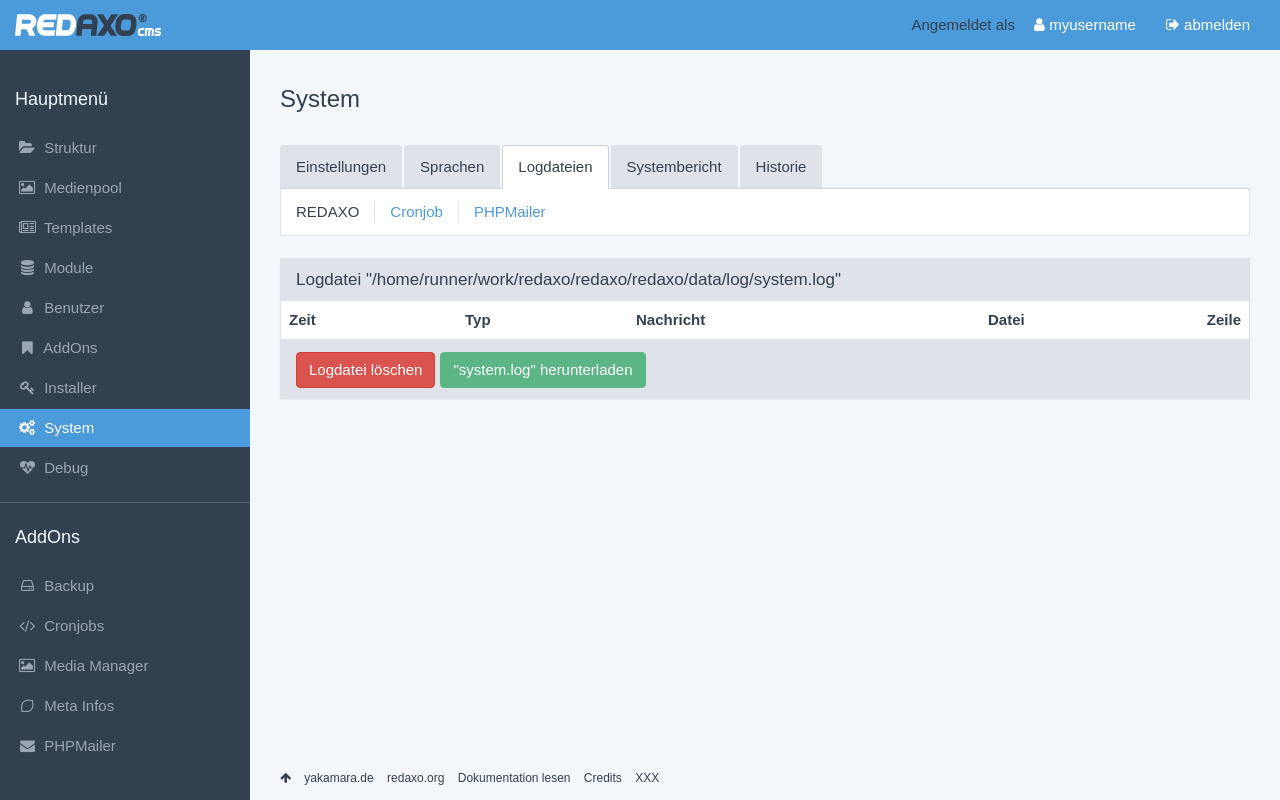 REDAXO® cms
Angemeldet als myusername abmelden
Hauptmenü
Struktur
Medienpool
Templates
Module
Benutzer
AddOns
Installer
System
Debug
AddOns
Backup
Cronjobs
Media Manager
Meta Infos
PHPMailer
System
Einstellungen Sprachen Logdateien Systembericht Historie
REDAXO Cronjob PHPMailer
Logdatei "/home/runner/work/redaxo/redaxo/redaxo/data/log/system.log"
Zeit Typ Nachricht Datei Zeile
Logdatei löschen "system.log" herunterladen
yakamara.de redaxo.org Dokumentation lesen Credits XXX